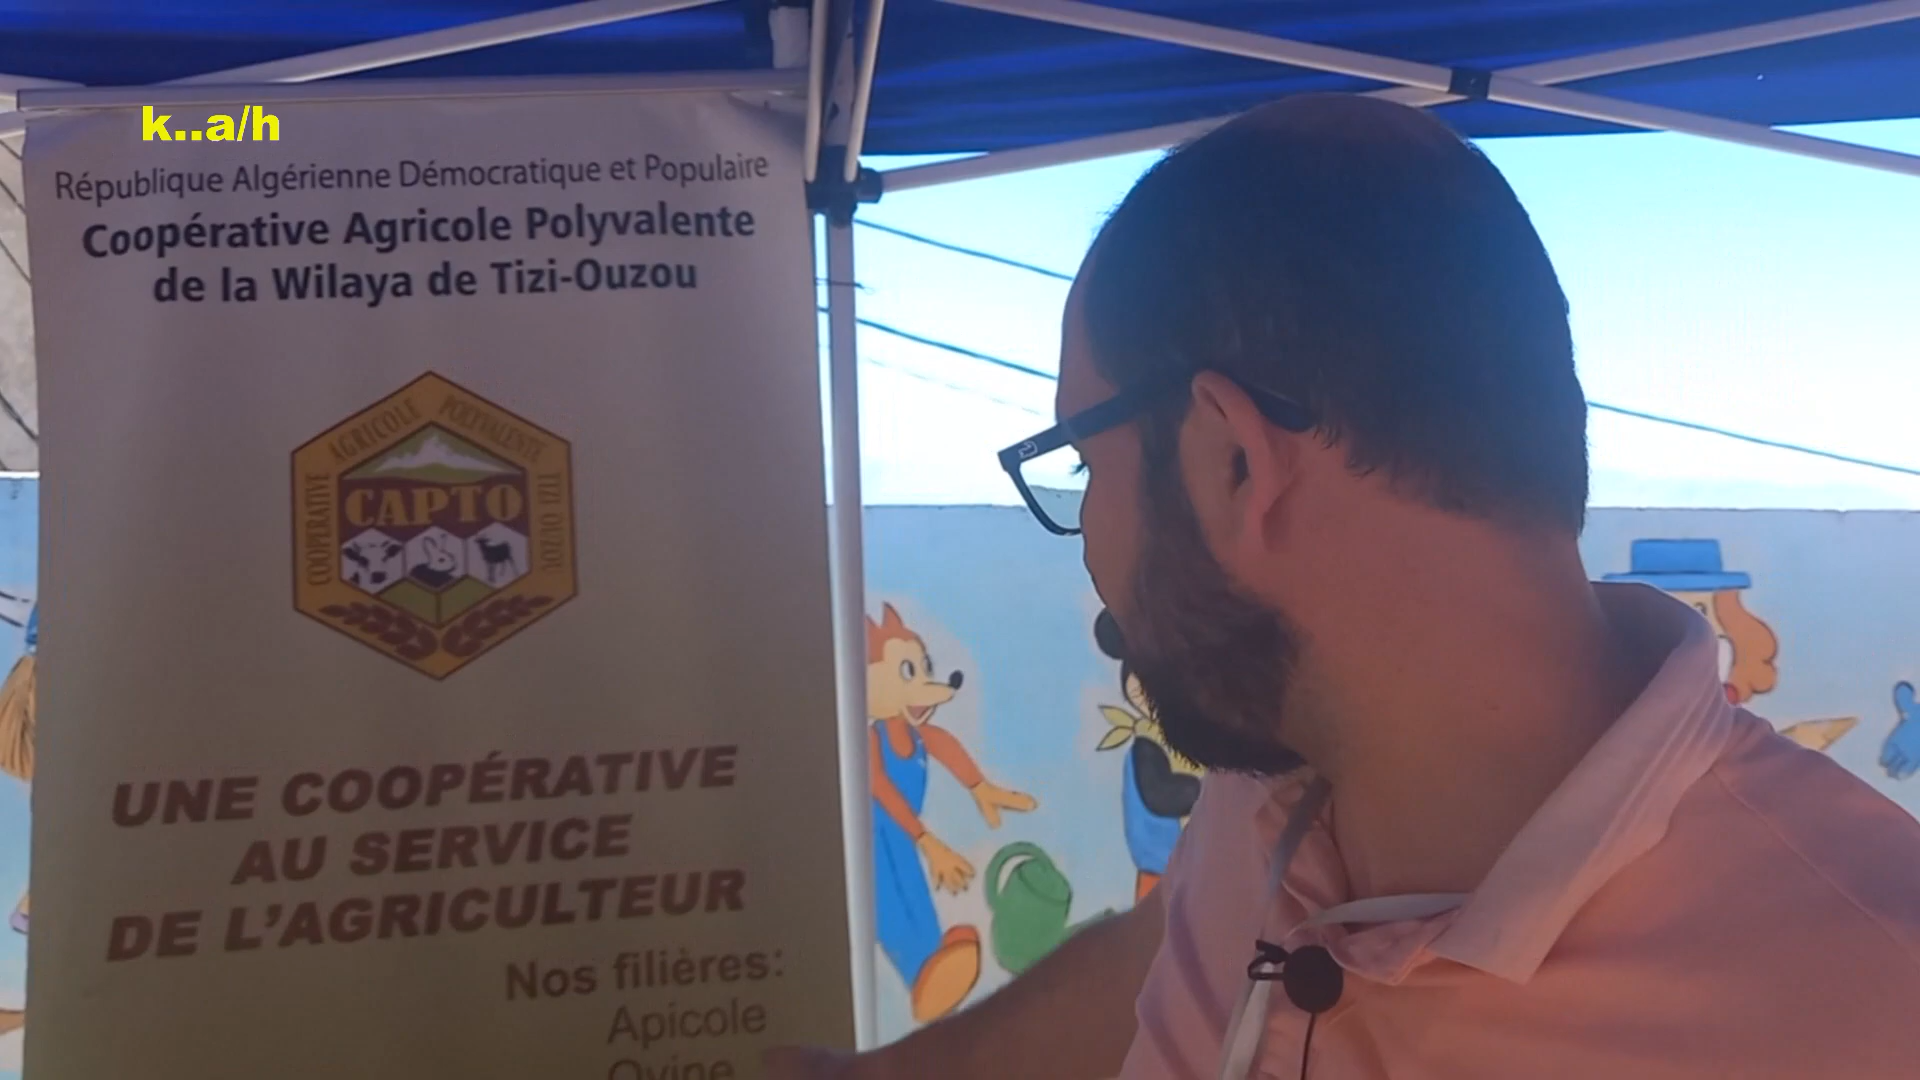 k..a/h
République Algérienne Démocratique et Populaire
Coopérative Agricole Polyvalente
de la Wilaya de Tizi-Ouzou
COOPÉRATIVE AGRICOLE POLYVALENTE TIZI OUZOU
CAPTO
UNE COOPÉRATIVE
AU SERVICE
DE L'AGRICULTEUR
Nos filières:
Apicole
Ovine